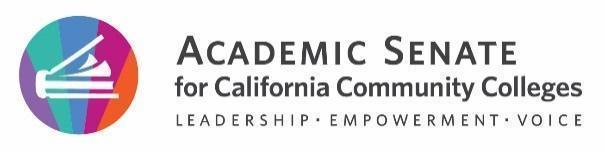 ACADEMIC SENATE
for California Community Colleges
LEADERSHIP · EMPOWERMENT · VOICE